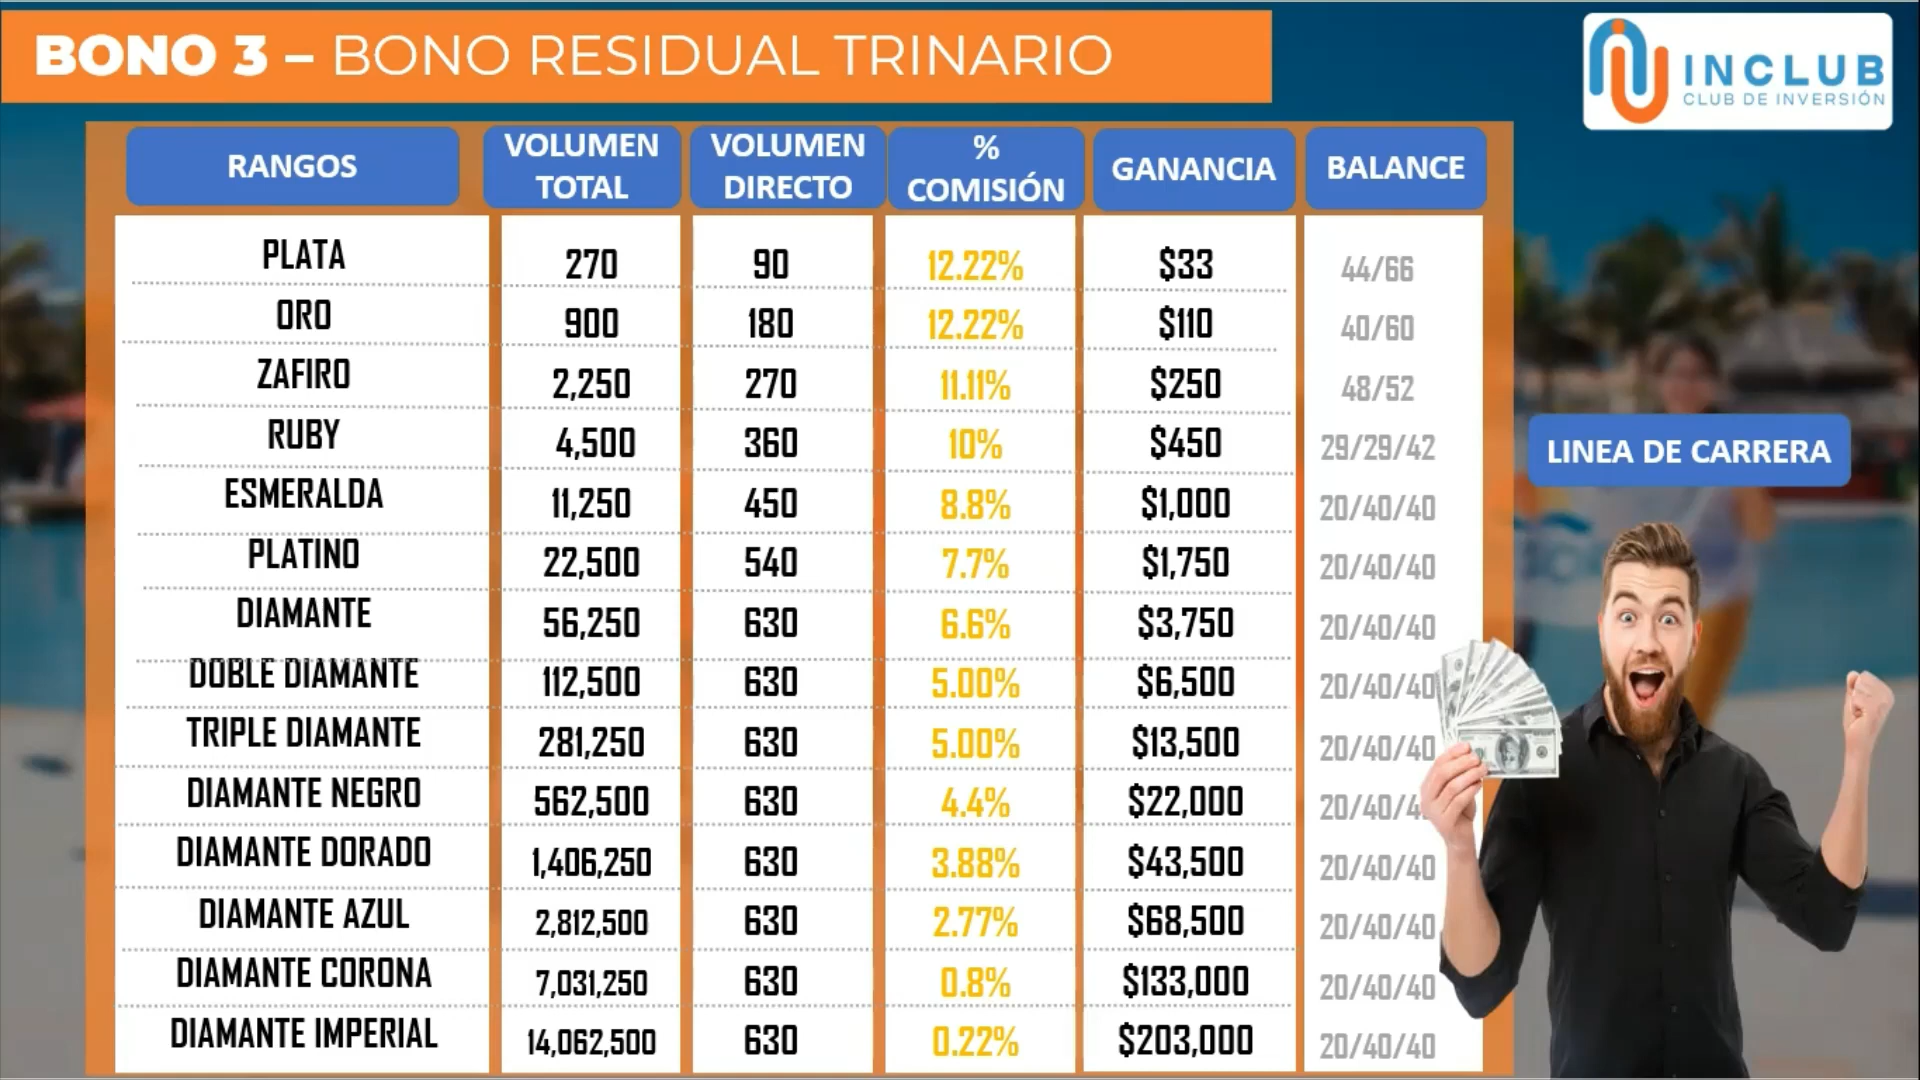 BONO 3 – BONO RESIDUAL TRINARIO
INCLUB
CLUB DE INVERSIÓN
RANGOS
VOLUMEN
TOTAL
VOLUMEN
DIRECTO
%
COMISIÓN
GANANCIA
BALANCE
PLATA 270 90 12.22% $33 44/66
ORO 900 180 12.22% $110 40/60
ZAFIRO 2,250 270 11.11% $250 48/52
RUBY 4,500 360 10% $450 29/29/42
ESMERALDA 11,250 450 8.8% $1,000 20/40/40
PLATINO 22,500 540 7.7% $1,750 20/40/40
DIAMANTE 56,250 630 6.6% $3,750 20/40/40
DOBLE DIAMANTE 112,500 630 5.00% $6,500 20/40/40
TRIPLE DIAMANTE 281,250 630 5.00% $13,500 20/40/40
DIAMANTE NEGRO 562,500 630 4.4% $22,000 20/40/4
DIAMANTE DORADO 1,406,250 630 3.88% $43,500 20/40/40
DIAMANTE AZUL 2,812,500 630 2.77% $68,500 20/40/40
DIAMANTE CORONA 7,031,250 630 0.8% $133,000 20/40/40
DIAMANTE IMPERIAL 14,062,500 630 0.22% $203,000 20/40/40
LINEA DE CARRERA